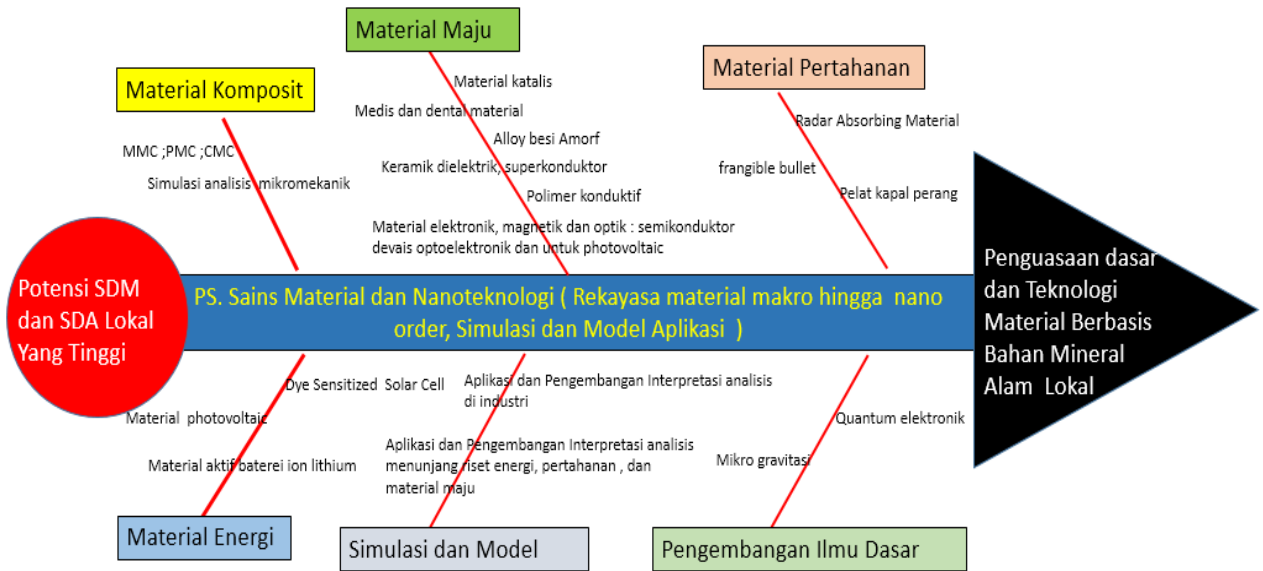 Material Maju
Material Komposit
Material Pertahanan
Material katalis
Medis dan dental material
Alloy besi Amorf
Keramik dielektrik, superkonduktor
Polimer konduktif
Material elektronik, magnetik dan optik : semikonduktor
devais optoelektronik dan untuk photovoltaic
MMC ;PMC ;CMC
Simulasi analisis mikromekanik
Radar Absorbing Material
frangible bullet
Pelat kapal perang
Potensi SDM
dan SDA Lokal
Yang Tinggi
PS. Sains Material dan Nanoteknologi ( Rekayasa material makro hingga nano
order, Simulasi dan Model Aplikasi )
Penguasaan dasar
dan Teknologi
Material Berbasis
Bahan Mineral
Alam Lokal
Dye Sensitized Solar Cell
Material photovoltaic
Material aktif baterei ion lithium
Aplikasi dan Pengembangan Interpretasi analisis
di industri
Aplikasi dan Pengembangan Interpretasi analisis
menunjang riset energi, pertahanan , dan
material maju
Quantum elektronik
Mikro gravitasi
Material Energi
Simulasi dan Model
Pengembangan Ilmu Dasar